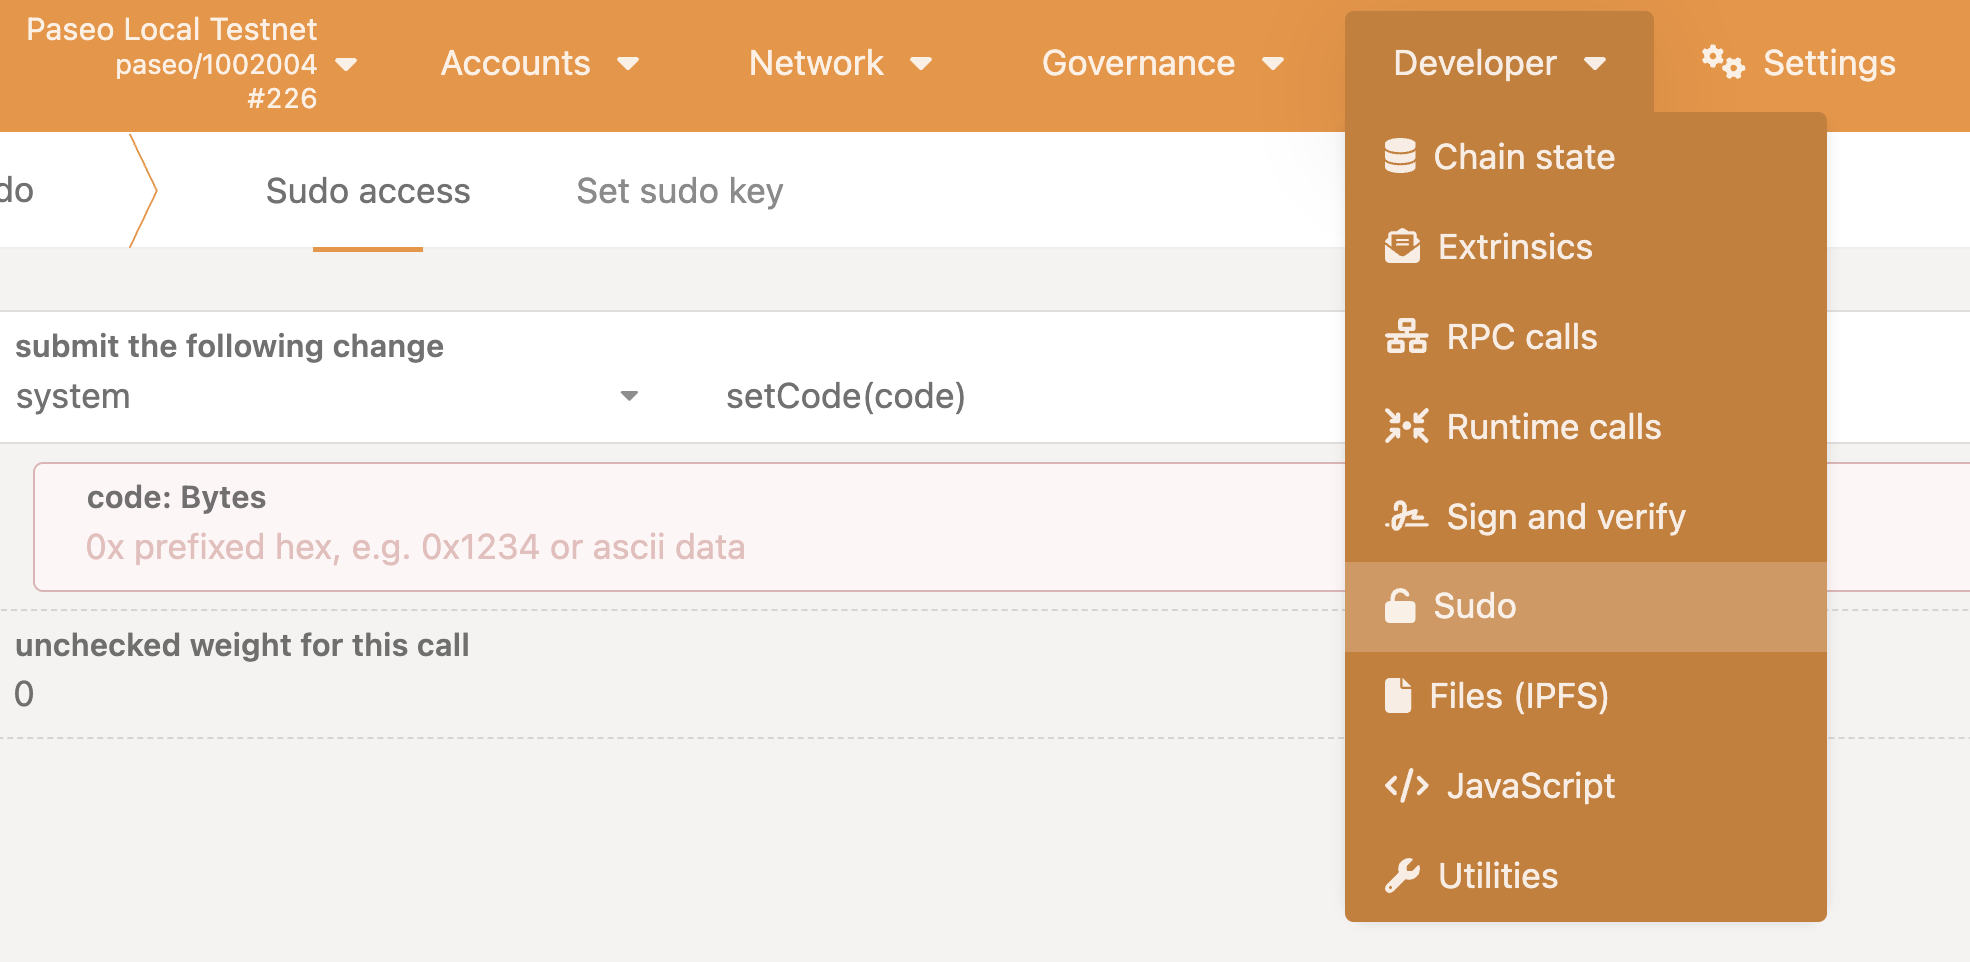 Paseo Local Testnet
paseo/1002004
#226
Accounts
Network
Governance
Developer
Settings
do
Sudo access
Set sudo key
Chain state
Extrinsics
RPC calls
Runtime calls
Sign and verify
Sudo
Files (IPFS)
JavaScript
Utilities
submit the following change
system
setCode(code)
code: Bytes
0x prefixed hex, e.g. 0x1234 or ascii data
unchecked weight for this call
0